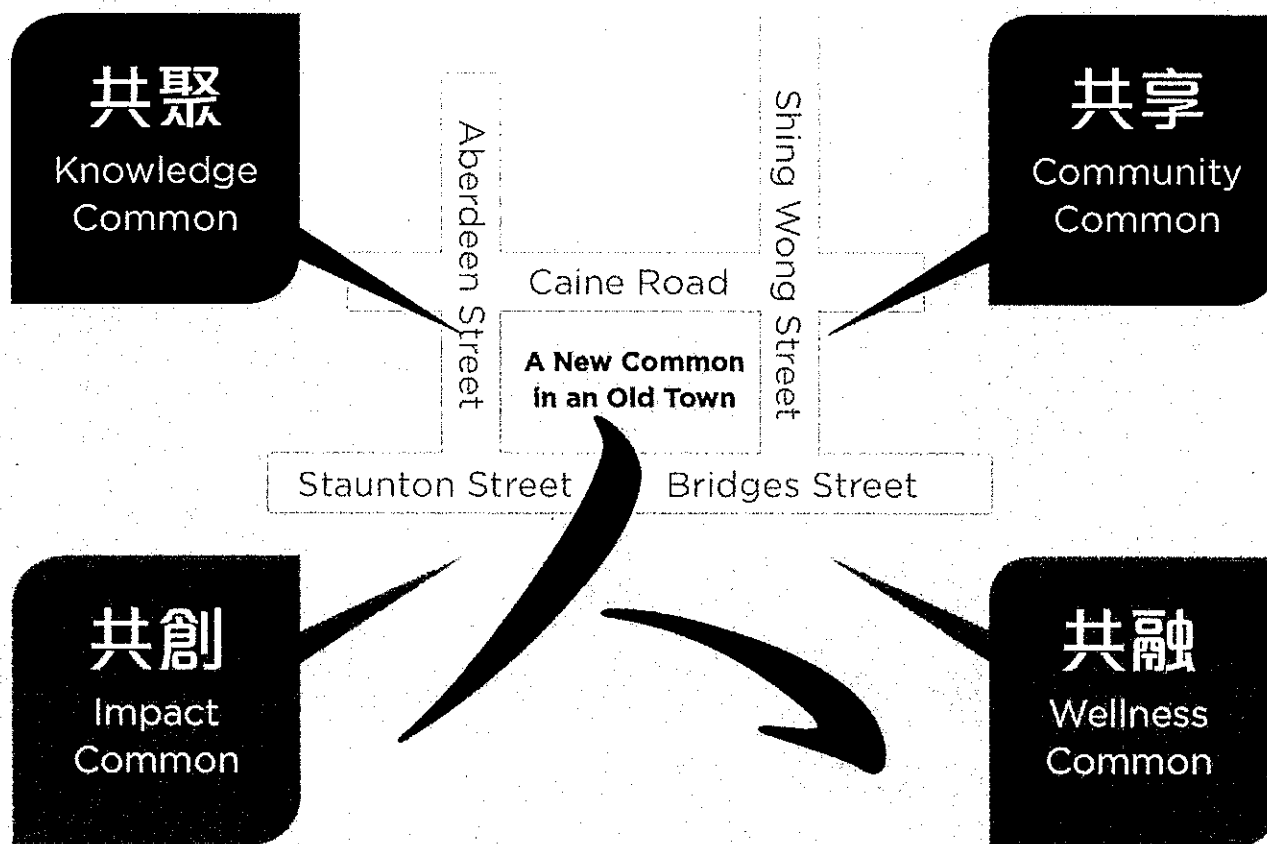 共聚
Knowledge
Common
共享
Community
Common
Aberdeen Street
Shing Wong Street
Caine Road
A New Common
in an Old Town
Staunton Street
Bridges Street
共創
Impact
Common
共融
Wellness
Common